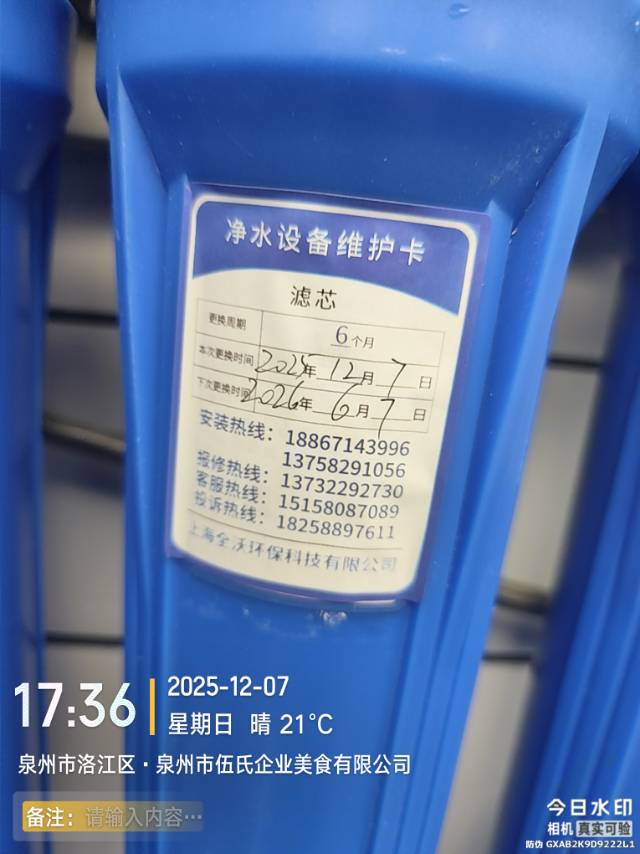 净水设备维护卡
滤芯
更换周期 6个月
本次更换时间 2025年12月7日
下次更换时间 2026年6月7日
安装热线：18867143996
13758291056
报修热线：13732292730
客服热线：15158087089
投诉热线：18258897611
上海全沃环保科技有限公司
17:36
2025-12-07
星期日 晴 21°C
泉州市洛江区·泉州市伍氏企业美食有限公司
备注：请输入内容…
今日水印
相机 真实可验
防伪 GXAB2K9D9222L1